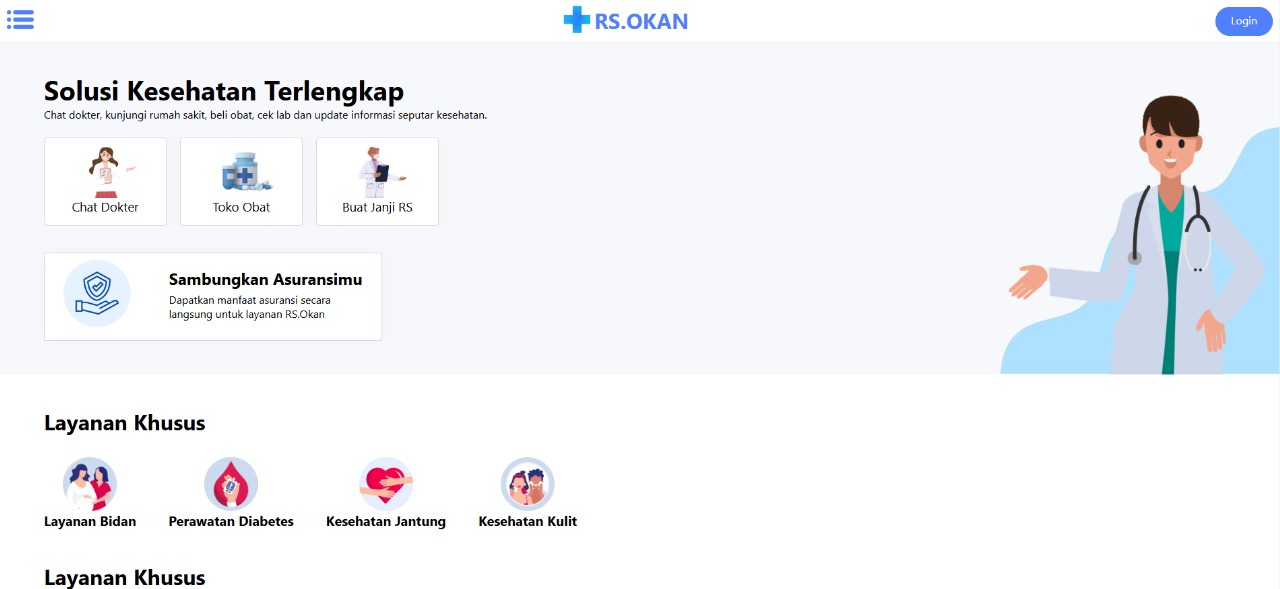 RS.OKAN
Login
Solusi Kesehatan Terlengkap
Chat dokter, kunjungi rumah sakit, beli obat, cek lab dan update informasi seputar kesehatan.
Chat Dokter
Toko Obat
Buat Janji RS
Sambungkan Asuransimu
Dapatkan manfaat asuransi secara
langsung untuk layanan RS.Okan
Layanan Khusus
Layanan Bidan
Perawatan Diabetes
Kesehatan Jantung
Kesehatan Kulit
Layanan Khusus